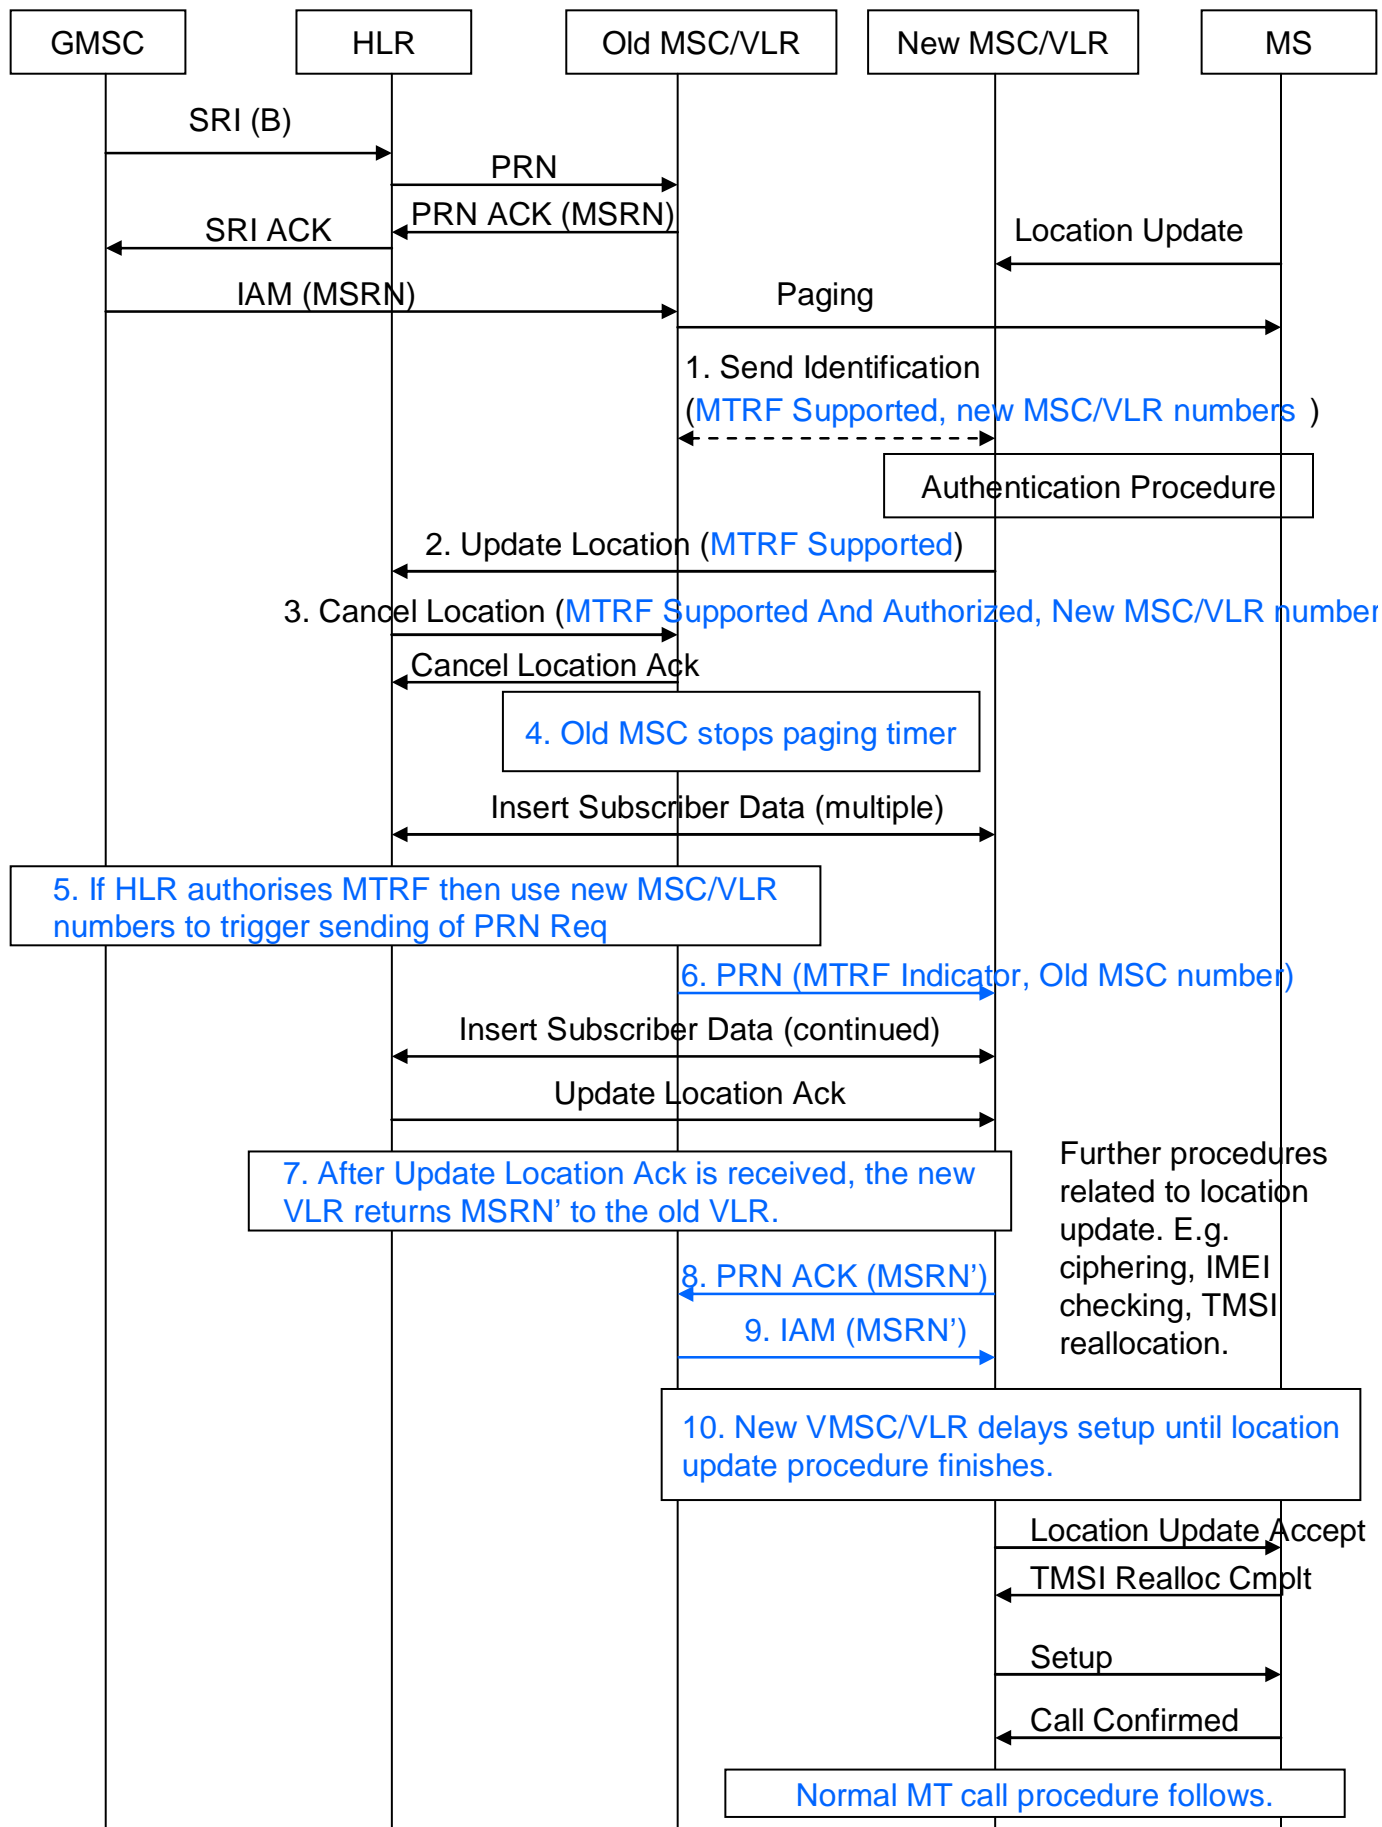 GMSC
HLR
Old MSC/VLR
New MSC/VLR
MS
SRI (B)
PRN
PRN ACK (MSRN)
SRI ACK
Location Update
IAM (MSRN)
Paging
1. Send Identification
(MTRF Supported, new MSC/VLR numbers )
Authentication Procedure
2. Update Location (MTRF Supported)
3. Cancel Location (MTRF Supported And Authorized, New MSC/VLR number
Cancel Location Ack
4. Old MSC stops paging timer
Insert Subscriber Data (multiple)
5. If HLR authorises MTRF then use new MSC/VLR
numbers to trigger sending of PRN Req
6. PRN (MTRF Indicator, Old MSC number)
Insert Subscriber Data (continued)
Update Location Ack
7. After Update Location Ack is received, the new
VLR returns MSRN’ to the old VLR.
Further procedures
related to location
update. E.g.
ciphering, IMEI
checking, TMSI
reallocation.
8. PRN ACK (MSRN’)
9. IAM (MSRN’)
10. New VMSC/VLR delays setup until location
update procedure finishes.
Location Update Accept
TMSI Realloc Cmplt
Setup
Call Confirmed
Normal MT call procedure follows.